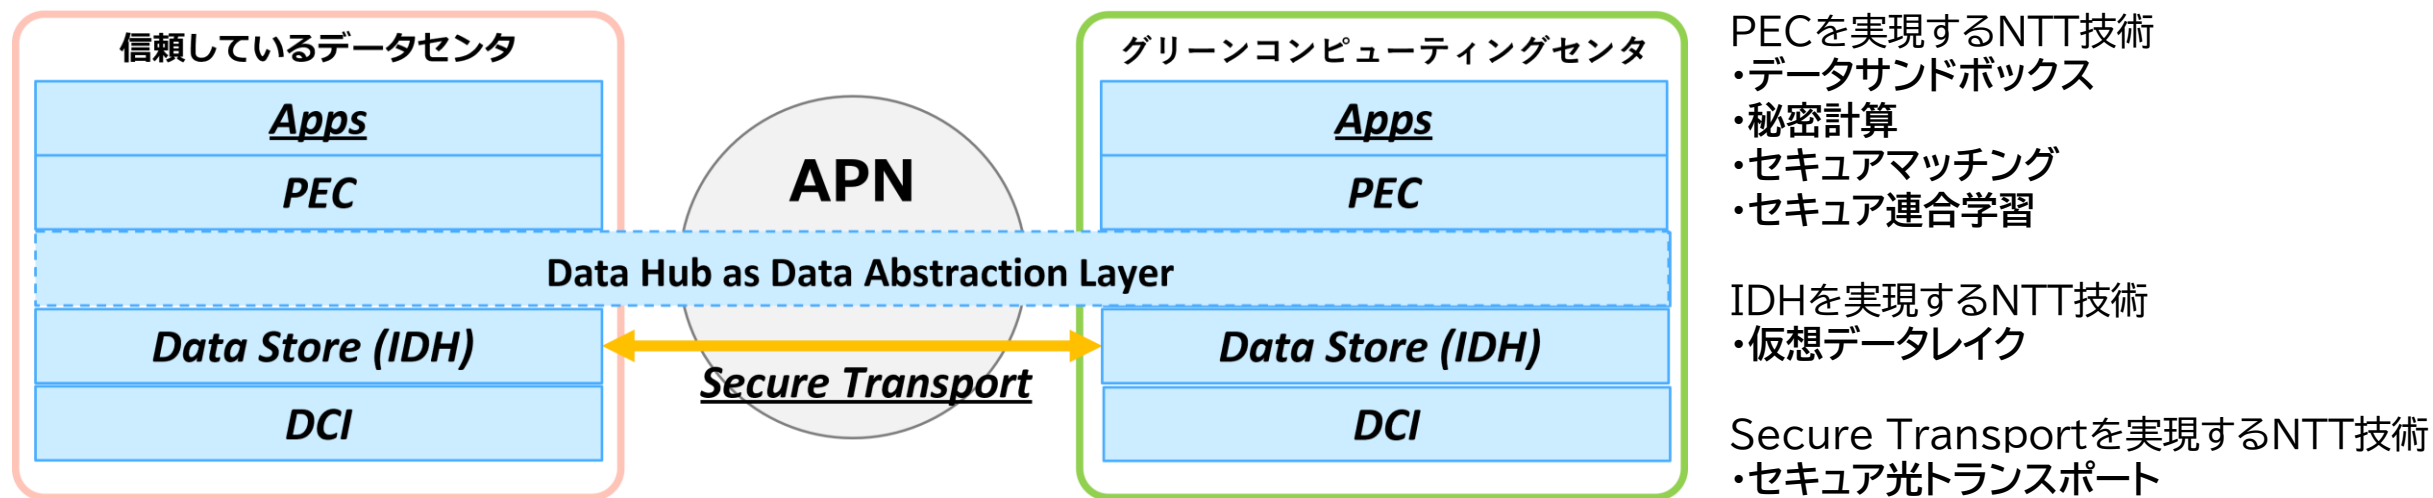 信頼しているデータセンタ
Apps
PEC
APN
グリーンコンピューティングセンタ
Apps
PEC
Data Hub as Data Abstraction Layer
Data Store (IDH)
DCI
Secure Transport
Data Store (IDH)
DCI
PECを実現するNTT技術
・データサンドボックス
・秘密計算
・セキュアマッチング
・セキュア連合学習
IDHを実現するNTT技術
・仮想データレイク
Secure Transportを実現するNTT技術
・セキュア光トランスポート